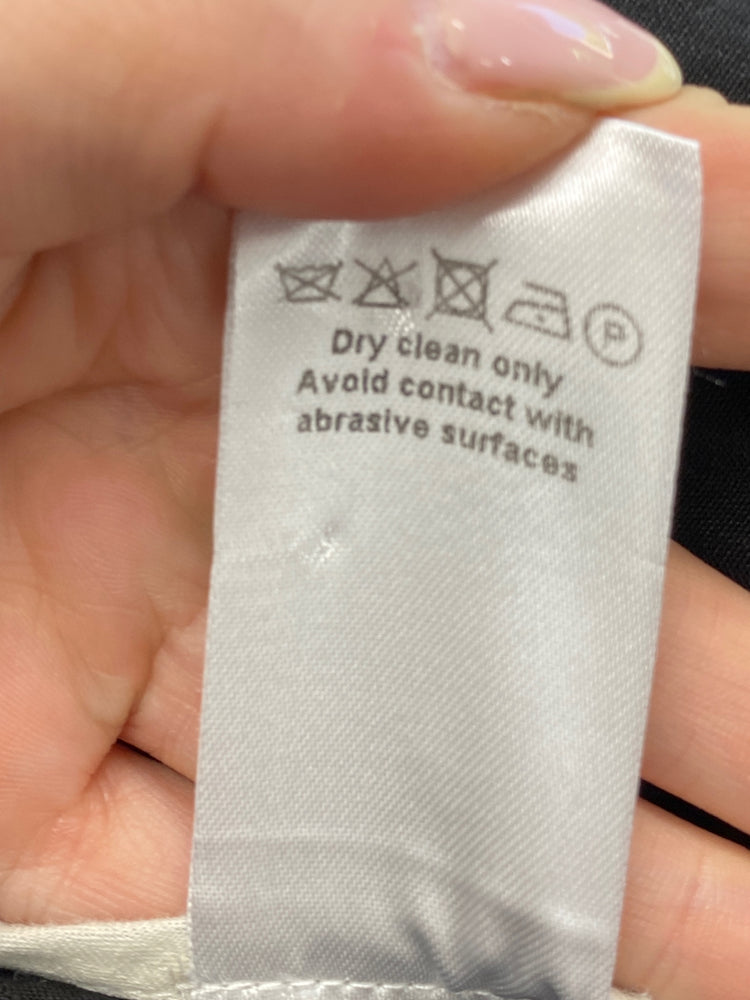 P
Dry clean only
Avoid contact with
abrasive surfaces